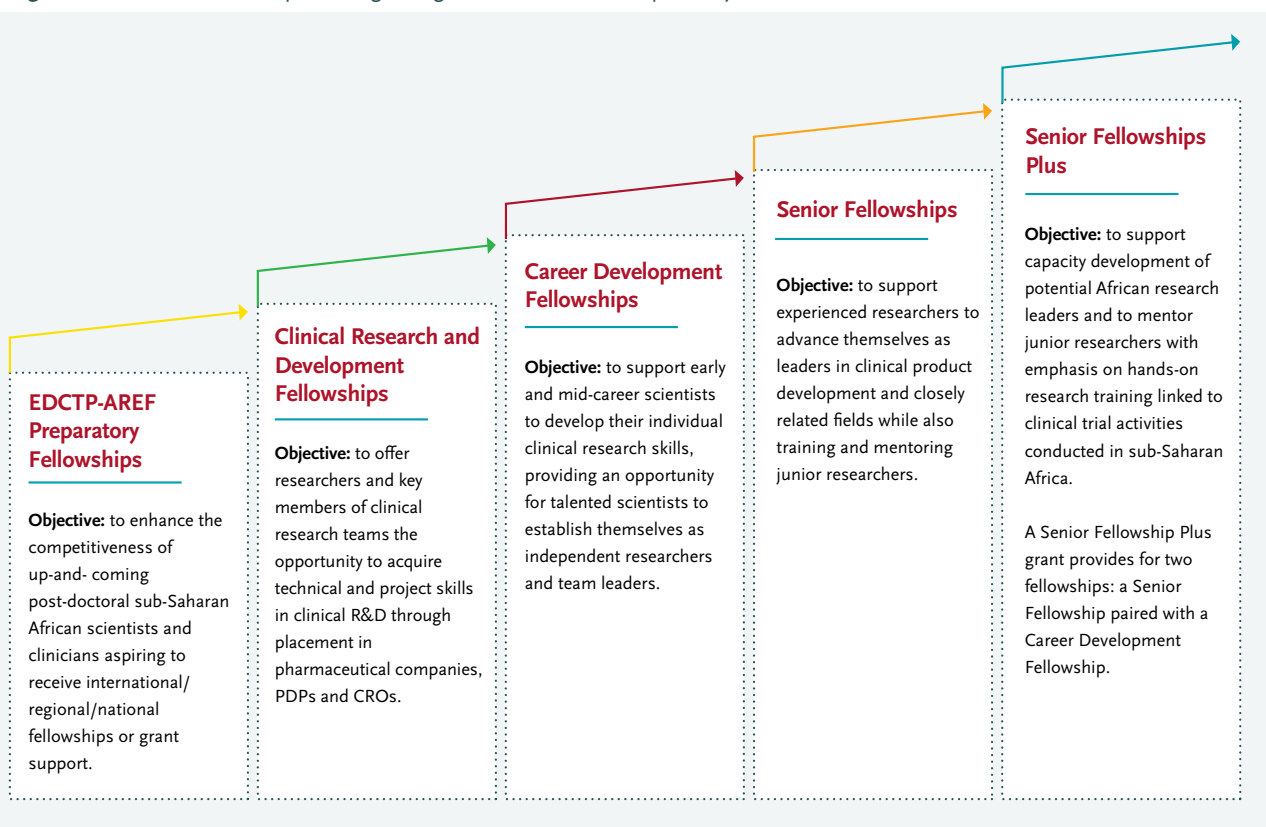 EDCTP-AREF
Preparatory
Fellowships
Objective: to enhance the
competitiveness of
up-and- coming
post-doctoral sub-Saharan
African scientists and
clinicians aspiring to
receive international/
regional/national
fellowships or grant
support.
Clinical Research and
Development
Fellowships
Objective: to offer
researchers and key
members of clinical
research teams the
opportunity to acquire
technical and project skills
in clinical R&D through
placement in
pharmaceutical companies,
PDPs and CROs.
Career Development
Fellowships
Objective: to support early
and mid-career scientists
to develop their individual
clinical research skills,
providing an opportunity
for talented scientists to
establish themselves as
independent researchers
and team leaders.
Senior Fellowships
Objective: to support
experienced researchers to
advance themselves as
leaders in clinical product
development and closely
related fields while also
training and mentoring
junior researchers.
Senior Fellowships
Plus
Objective: to support
capacity development of
potential African research
leaders and to mentor
junior researchers with
emphasis on hands-on
research training linked to
clinical trial activities
conducted in sub-Saharan
Africa.
A Senior Fellowship Plus
grant provides for two
fellowships: a Senior
Fellowship paired with a
Career Development
Fellowship.